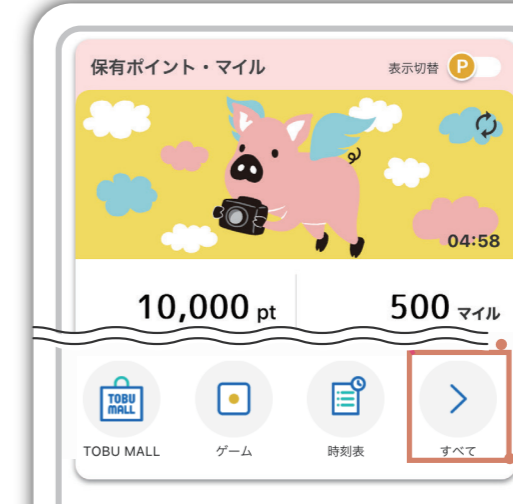 保有ポイント・マイル
表示切替 P
04:58
10,000 pt 500 マイル
TOBU
MALL
TOBU MALL ゲーム 時刻表 すべて